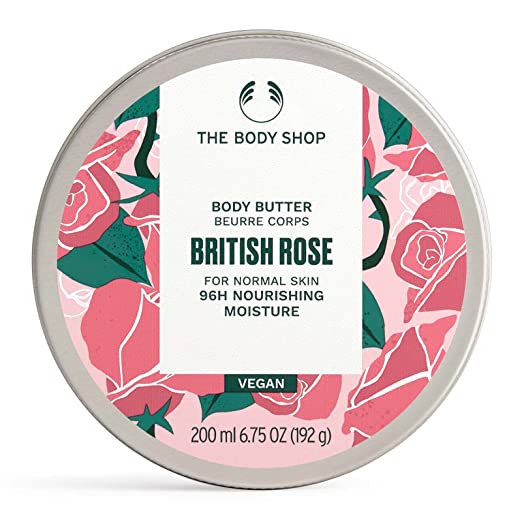 THE BODY SHOP
BODY BUTTER
BEURRE CORPS
BRITISH ROSE
FOR NORMAL SKIN
96H NOURISHING
MOISTURE
VEGAN
200 ml 6.75 OZ (192 g)